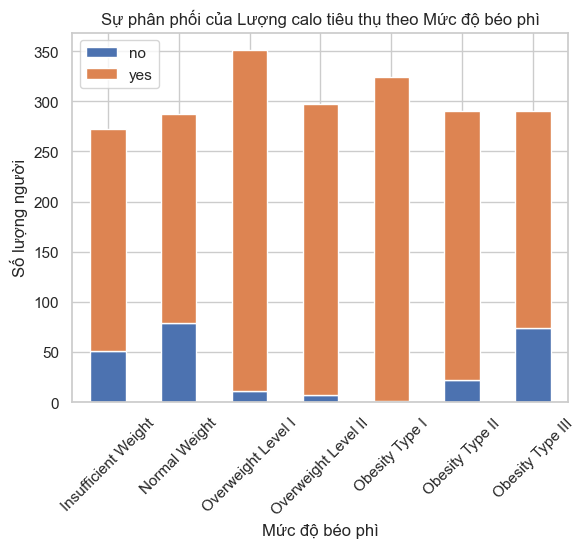 Sự phân phối của Lượng calo tiêu thụ theo Mức độ béo phì
no
yes
Số lượng người
350
300
250
200
150
100
50
0
Insufficient Weight
Normal Weight
Overweight Level I
Overweight Level II
Obesity Type I
Obesity Type II
Obesity Type III
Mức độ béo phì